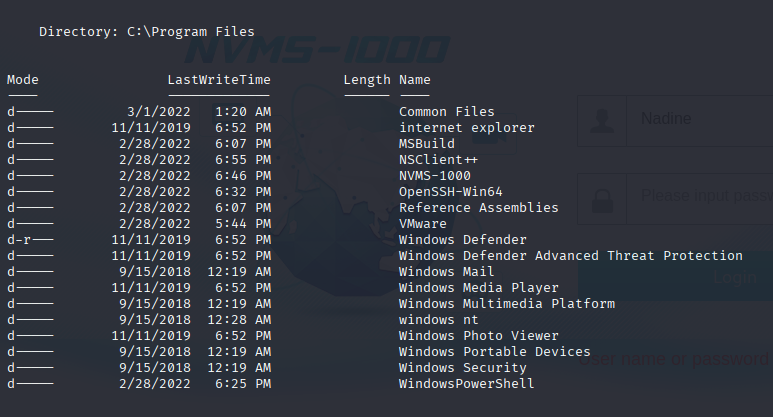 Directory: C:\Program Files
NVMS-1000
Mode LastWriteTime Length Name
---- ------------- ------ ----
d----- 3/1/2022 1:20 AM Common Files
d----- 11/11/2019 6:52 PM internet explorer
Nadine
d----- 2/28/2022 6:07 PM MSBuild
d----- 2/28/2022 6:55 PM NSClient++
d----- 2/28/2022 6:46 PM NVMS-1000
d----- 2/28/2022 6:32 PM OpenSSH-Win64
Please input passw
d----- 2/28/2022 6:07 PM Reference Assemblies
d----- 2/28/2022 5:44 PM VMware
d-r--- 11/11/2019 6:52 PM Windows Defender
d----- 11/11/2019 6:52 PM Windows Defender Advanced Threat Protection
d----- 9/15/2018 12:19 AM Windows Mail
Login
d----- 11/11/2019 6:52 PM Windows Media Player
d----- 9/15/2018 12:19 AM Windows Multimedia Platform
d----- 9/15/2018 12:28 AM windows nt
d----- 11/11/2019 6:52 PM Windows Photo Viewer
d----- 9/15/2018 12:19 AM Windows Portable Devices
User name or password
d----- 9/15/2018 12:19 AM Windows Security
d----- 2/28/2022 6:25 PM WindowsPowerShell